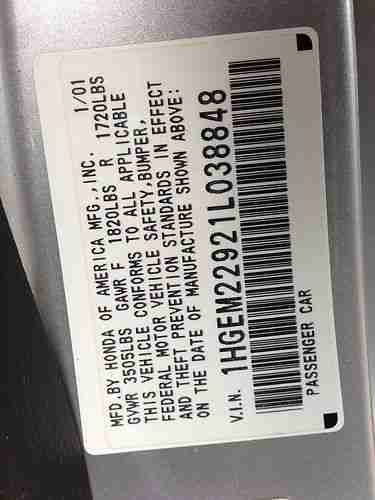 MFD.BY HONDA OF AMERICA MFG.,INC. 1/01
GVWR 3505LBS GAWR F 1820LBS R 1720LBS
THIS VEHICLE CONFORMS TO ALL APPLICABLE
FEDERAL MOTOR VEHICLE SAFETY,BUMPER,
AND THEFT PREVENTION STANDARDS IN EFFECT
ON THE DATE OF MANUFACTURE SHOWN ABOVE:
V.I.N. 1HGEM22921L038848
PASSENGER CAR